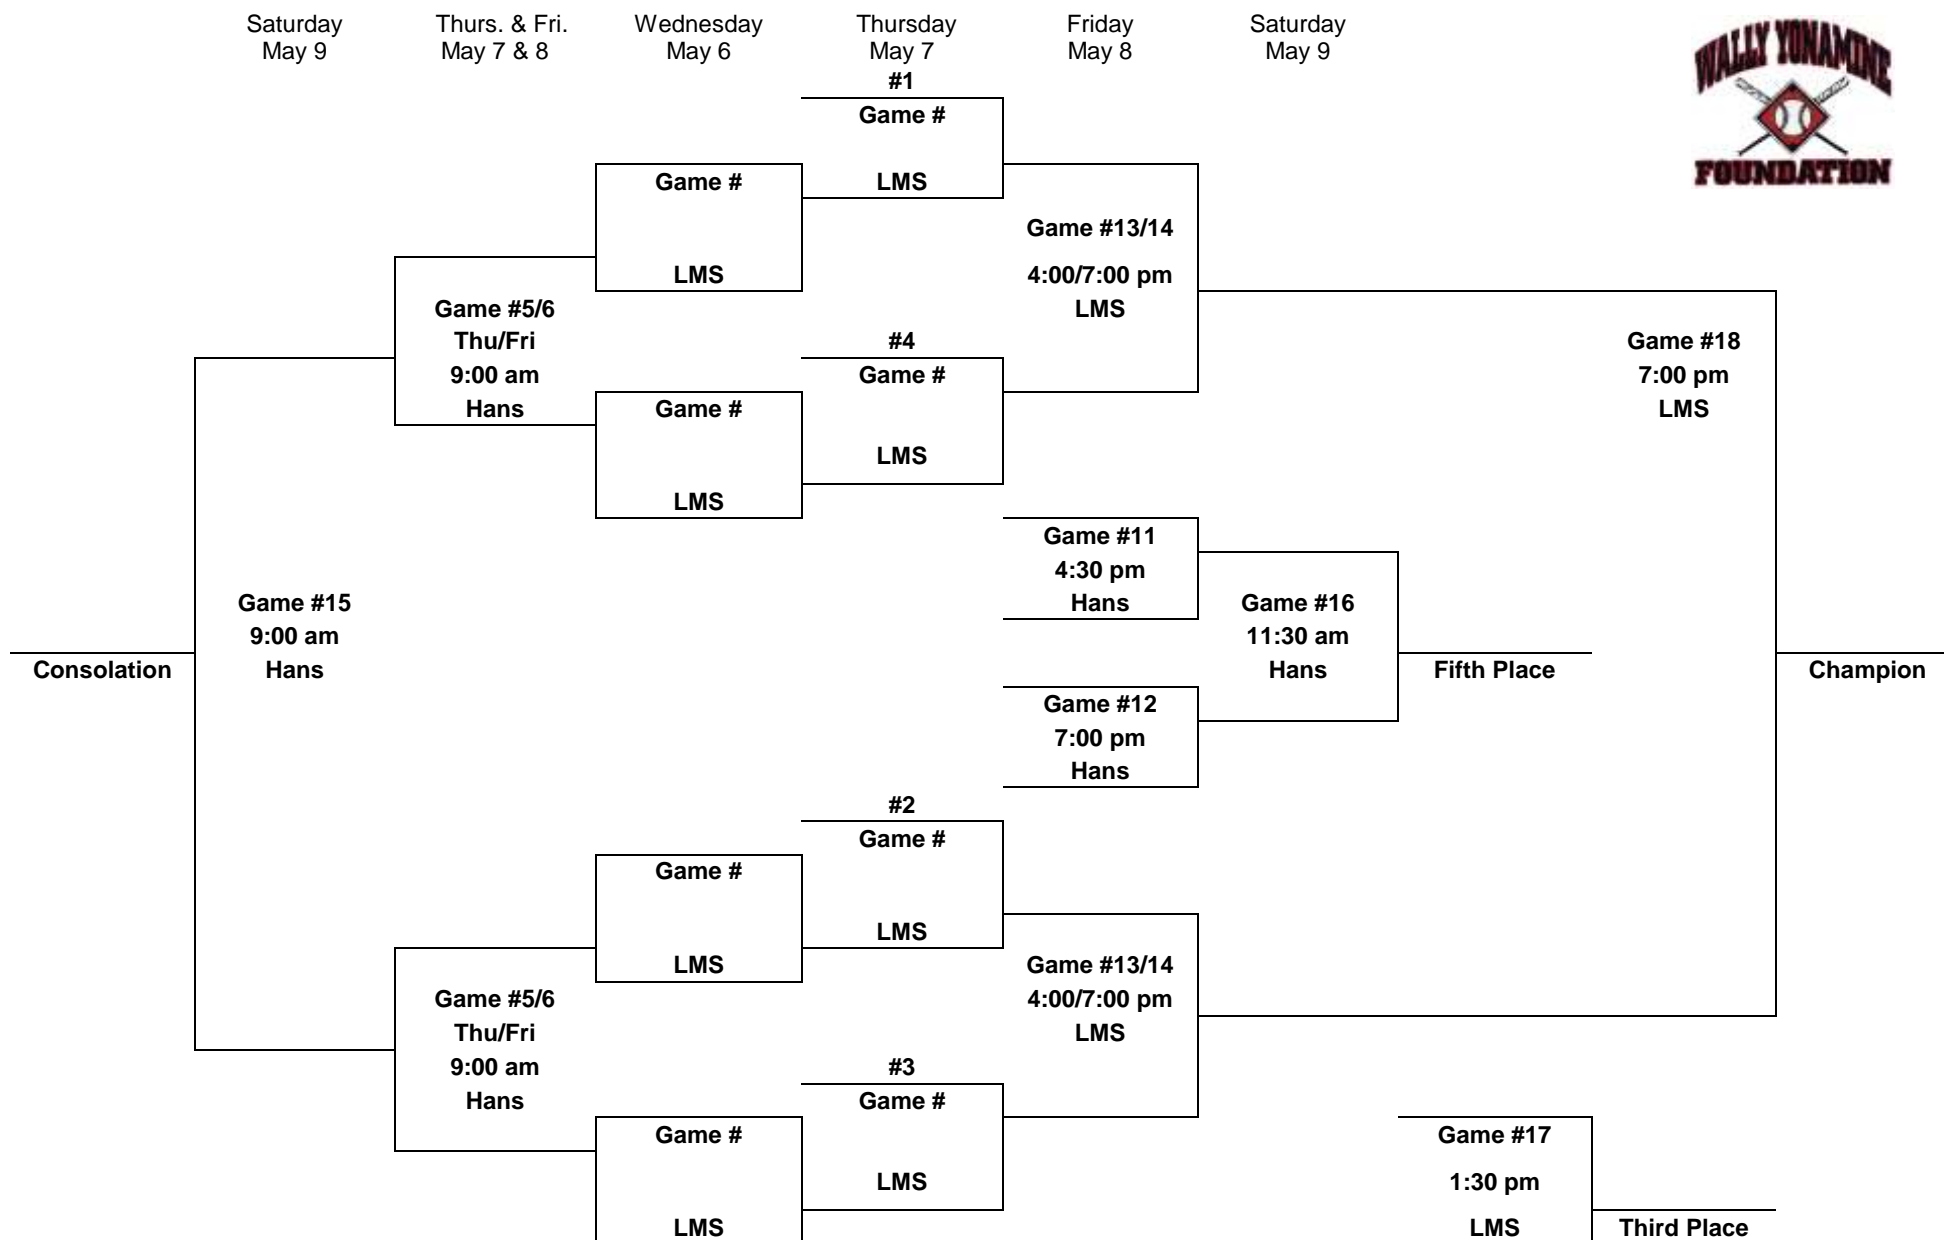 Saturday Thurs. & Fri. Wednesday Thursday Friday Saturday
May 9 May 7 & 8 May 6 May 7 May 8 May 9
WALLY YONAMINE
FOUNDATION
#1
Game #
LMS
Game #
LMS
Game #13/14
4:00/7:00 pm
LMS
Game #5/6
Thu/Fri
9:00 am
Hans
#4
Game #
LMS
Game #
LMS
Game #18
7:00 pm
LMS
Game #11
4:30 pm
Hans
Game #15
9:00 am
Hans
Consolation
Game #16
11:30 am
Hans
Fifth Place
Champion
Game #12
7:00 pm
Hans
#2
Game #
LMS
Game #
LMS
Game #13/14
4:00/7:00 pm
LMS
Game #5/6
Thu/Fri
9:00 am
Hans
#3
Game #
LMS
Game #
LMS
Game #17
1:30 pm
LMS
Third Place